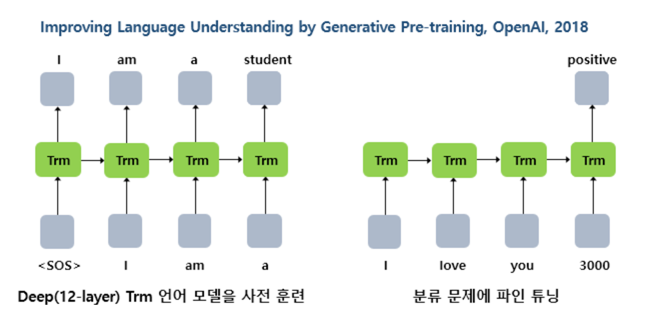 Improving Language Understanding by Generative Pre-training, OpenAI, 2018
I am a student positive
Trm Trm Trm Trm Trm Trm Trm Trm
<SOS> I am a I love you 3000
Deep(12-layer) Trm 언어 모델을 사전 훈련 분류 문제에 파인 튜닝